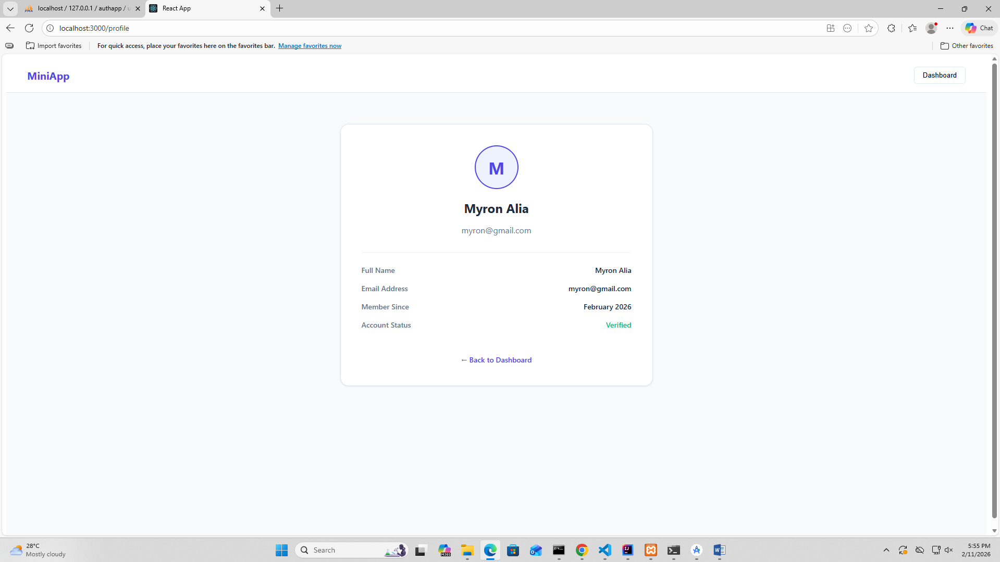 localhost / 127.0.0.1 / authapp /
React App
localhost:3000/profile
Chat
Import favorites
For quick access, place your favorites here on the favorites bar. Manage favorites now
Other favorites
MiniApp
Dashboard
M
Myron Alia
myron@gmail.com
Full Name Myron Alia
Email Address myron@gmail.com
Member Since February 2026
Account Status Verified
← Back to Dashboard
28°C
Mostly cloudy
Search
M365
5:55 PM
2/11/2026